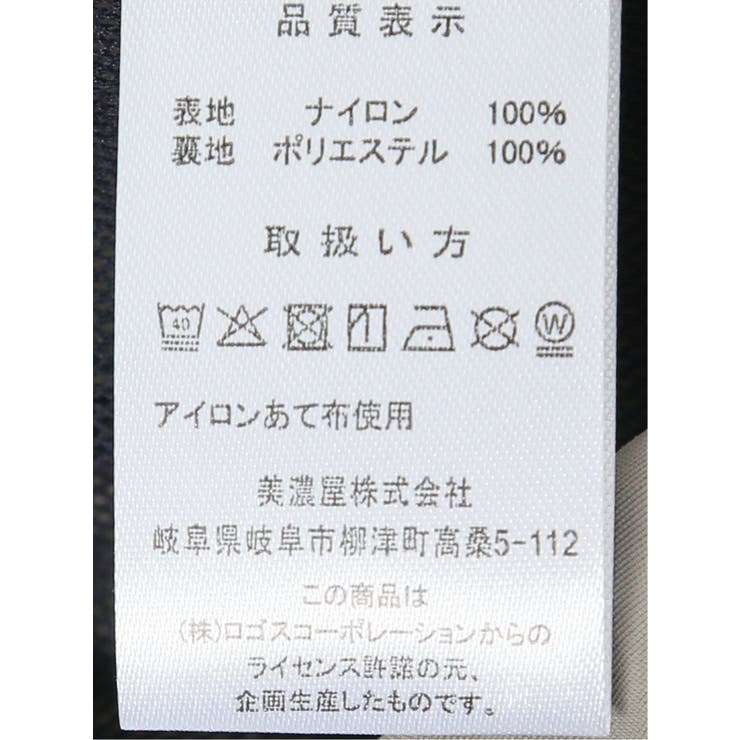 品質表示
表地 ナイロン 100%
裏地 ポリエステル 100%
取扱い方
40 W
アイロンあて布使用
美濃屋株式会社
岐阜県岐阜市柳津町高桑5-112
この商品は
(株)ロゴスコーポレーションからの
ライセンス許諾の元、
企画生産したものです。